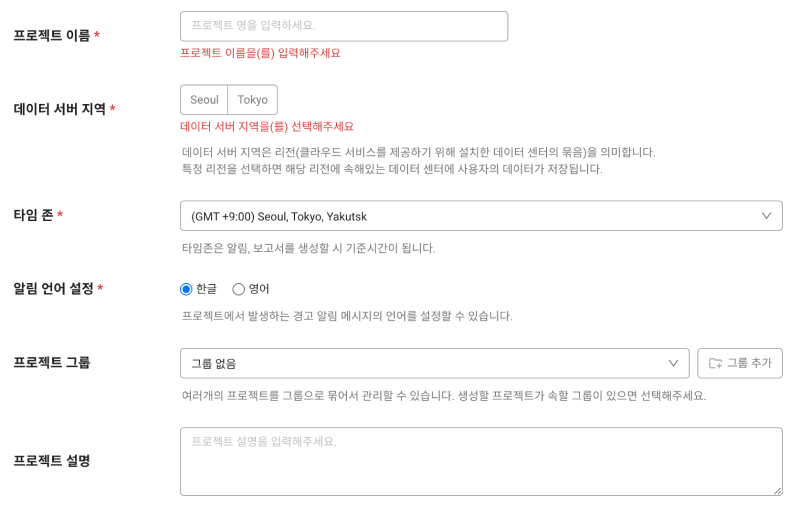 프로젝트 이름 *
프로젝트 명을 입력하세요.
프로젝트 이름을(를) 입력해주세요
데이터 서버 지역 *
Seoul Tokyo
데이터 서버 지역을(를) 선택해주세요
데이터 서버 지역은 리전(클라우드 서비스를 제공하기 위해 설치한 데이터 센터의 묶음)을 의미합니다.
특정 리전을 선택하면 해당 리전에 속해있는 데이터 센터에 사용자의 데이터가 저장됩니다.
타임 존 *
(GMT +9:00) Seoul, Tokyo, Yakutsk
타임존은 알림, 보고서를 생성할 시 기준시간이 됩니다.
알림 언어 설정 *
한글 영어
프로젝트에서 발생하는 경고 알림 메시지의 언어를 설정할 수 있습니다.
프로젝트 그룹
그룹 없음
그룹 추가
여러개의 프로젝트를 그룹으로 묶어서 관리할 수 있습니다. 생성할 프로젝트가 속할 그룹이 있으면 선택해주세요.
프로젝트 설명
프로젝트 설명을 입력해주세요.